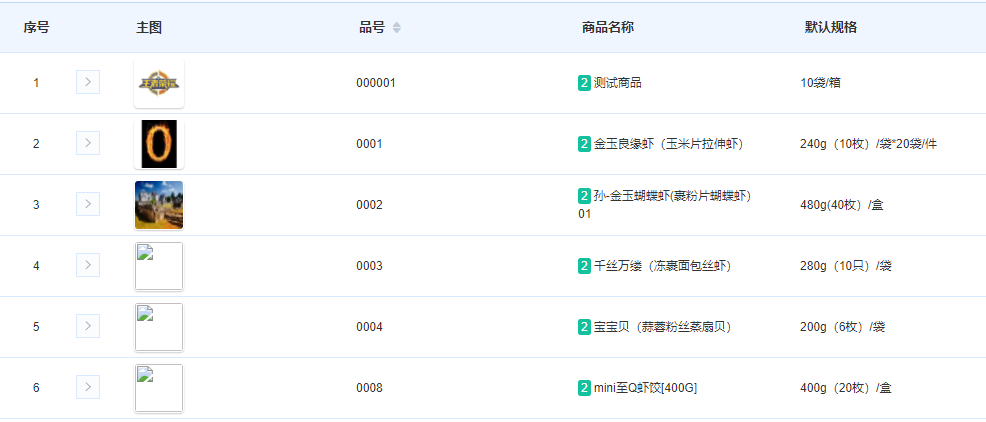 序号 主图 品号 商品名称 默认规格
1 王者荣耀 000001 2 测试商品 10袋/箱
2 0 0001 2 金玉良缘虾（玉米片拉伸虾） 240g（10枚）/袋*20袋/件
3 0002 2 孙-金玉蝴蝶虾(裹粉片蝴蝶虾)
01 480g(40枚）/盒
4 0003 2 千丝万缕（冻裹面包丝虾） 280g（10只）/袋
5 0004 2 宝宝贝（蒜蓉粉丝蒸扇贝） 200g（6枚）/袋
6 0008 2 mini至Q虾饺[400G] 400g（20枚）/盒